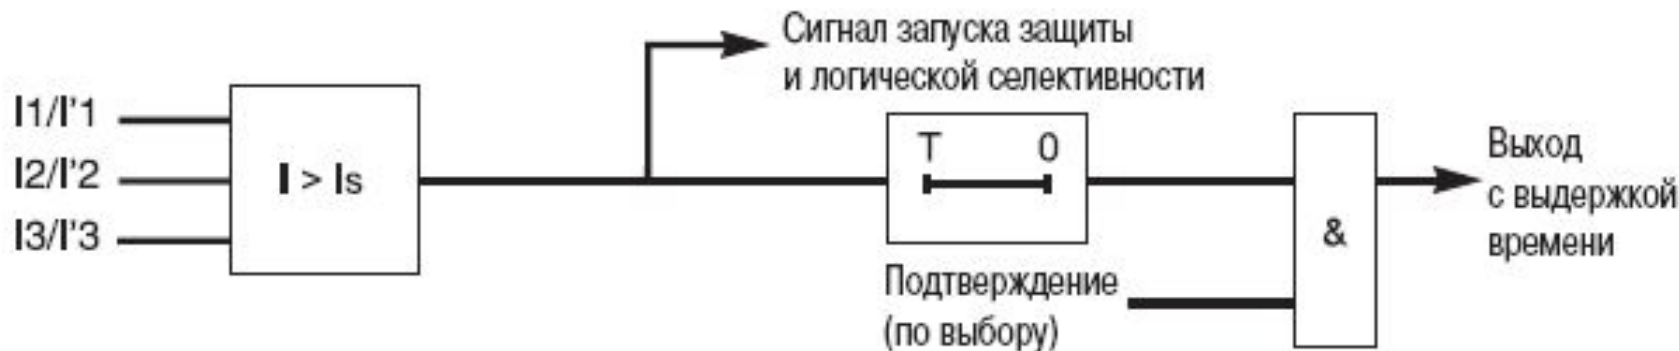 Сигнал запуска защиты
и логической селективности
I1/I'1
I2/I'2
I3/I'3
I > Is
T 0
&
Выход
с выдержкой
времени
Подтверждение
(по выбору)